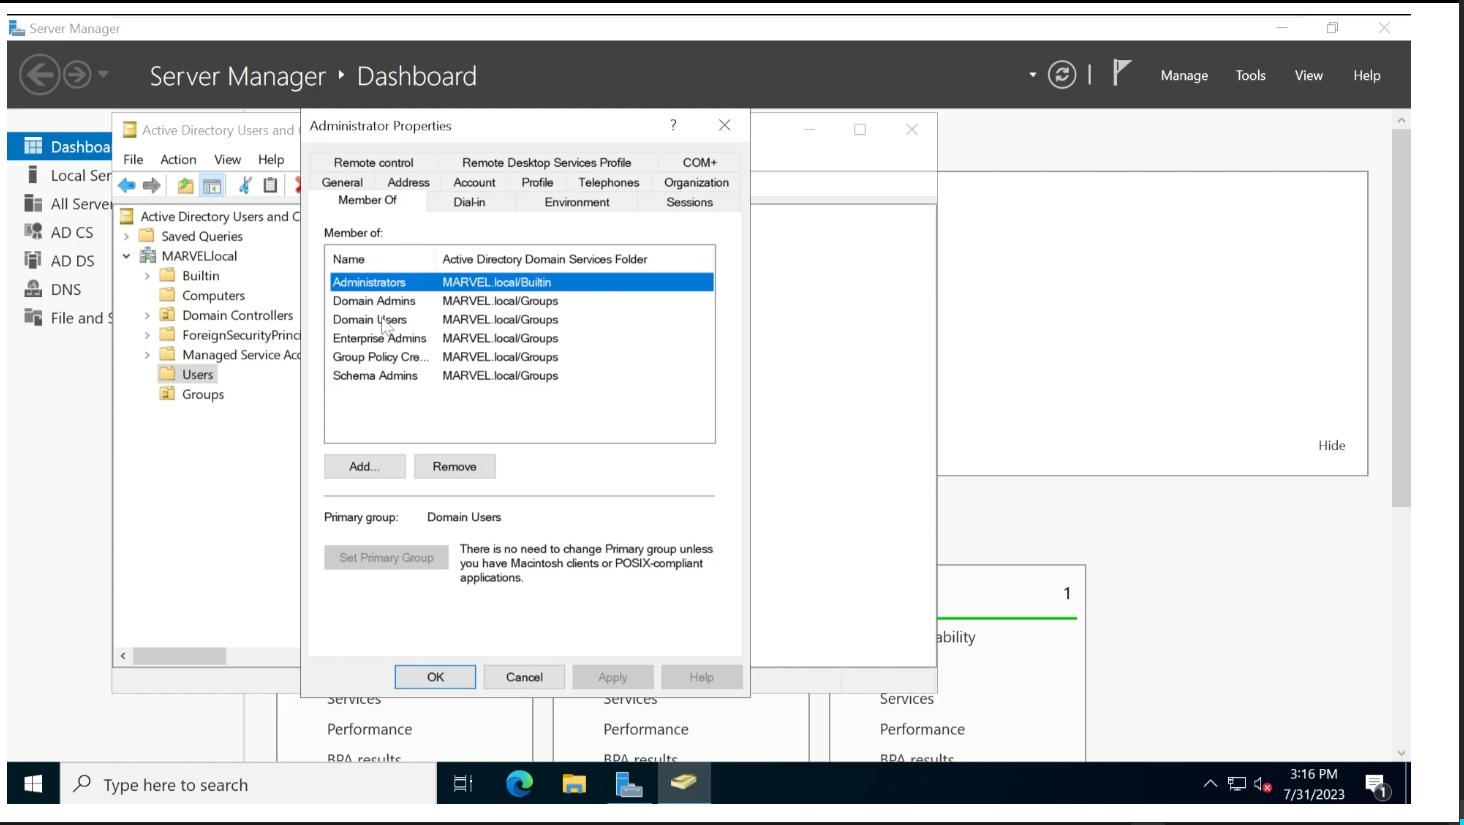 Server Manager
Server Manager ‣ Dashboard
Manage Tools View Help
Dashboa
Local Ser
All Server
AD CS
AD DS
DNS
File and S
Active Directory Users and
File Action View Help
Active Directory Users and C
Saved Queries
MARVEL.local
Builtin
Computers
Domain Controllers
ForeignSecurityPrinci
Managed Service Acc
Users
Groups
Administrator Properties
? 
Remote control Remote Desktop Services Profile COM+
General Address Account Profile Telephones Organization
Member Of Dial-in Environment Sessions
Member of:
Name Active Directory Domain Services Folder
Administrators MARVEL.local/Builtin
Domain Admins MARVEL.local/Groups
Domain Users MARVEL.local/Groups
Enterprise Admins MARVEL.local/Groups
Group Policy Cre... MARVEL.local/Groups
Schema Admins MARVEL.local/Groups
Add... Remove
Primary group: Domain Users
Set Primary Group
There is no need to change Primary group unless
you have Macintosh clients or POSIX-compliant
applications.
OK Cancel Apply Help
Hide
1
ability
Services Services Services
Performance Performance Performance
BPA results BPA results BPA results
Type here to search
3:16 PM
7/31/2023
1